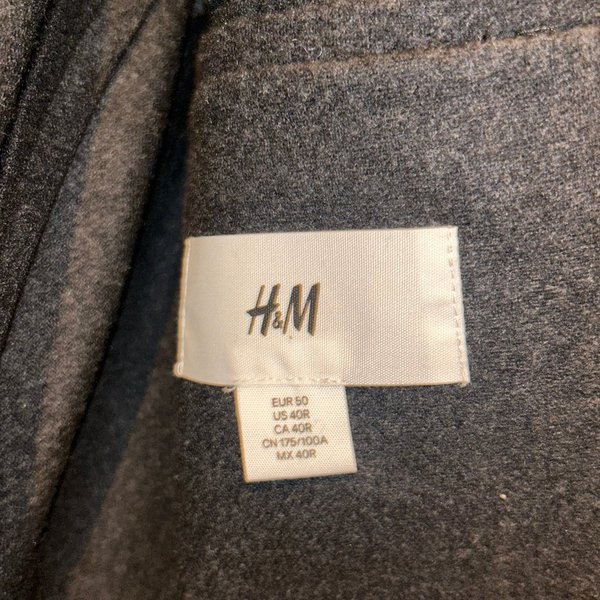 H&M
EUR 50
US 40R
CA 40R
CN 175/100A
MX 40R